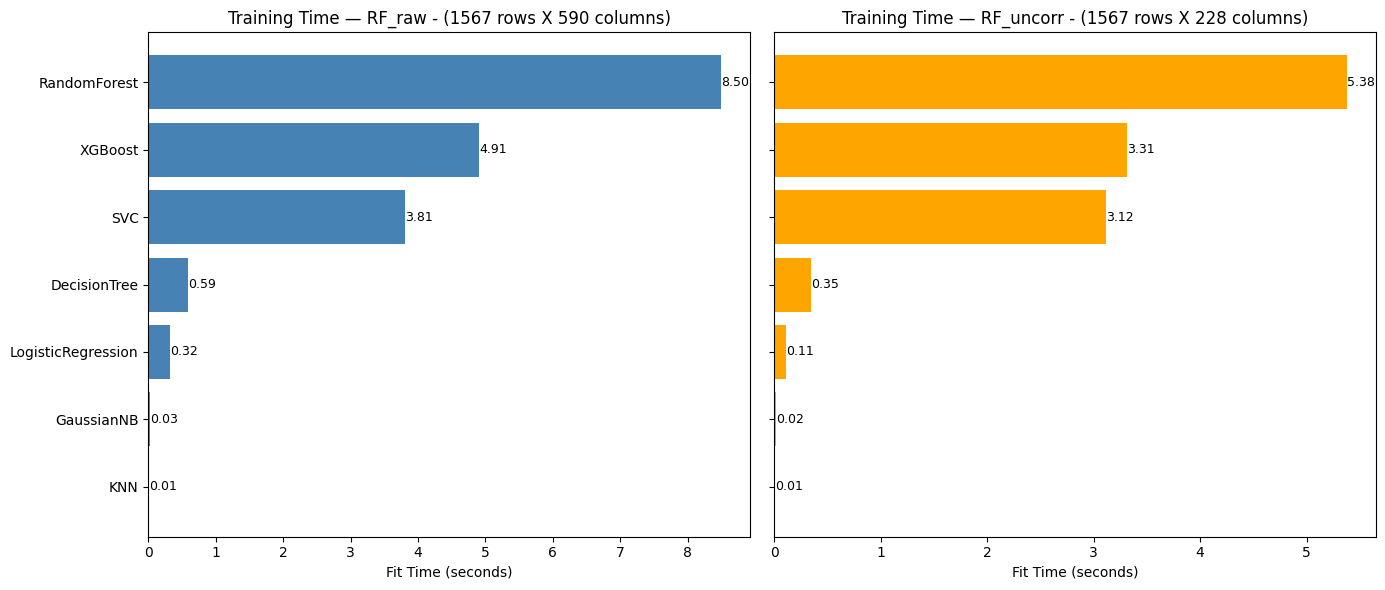 Training Time — RF_raw - (1567 rows X 590 columns)
RandomForest
8.50
XGBoost
4.91
SVC
3.81
DecisionTree
0.59
LogisticRegression
0.32
GaussianNB
0.03
KNN
0.01
0 1 2 3 4 5 6 7 8
Fit Time (seconds)
Training Time — RF_uncorr - (1567 rows X 228 columns)
5.38
3.31
3.12
0.35
0.11
0.02
0.01
0 1 2 3 4 5
Fit Time (seconds)